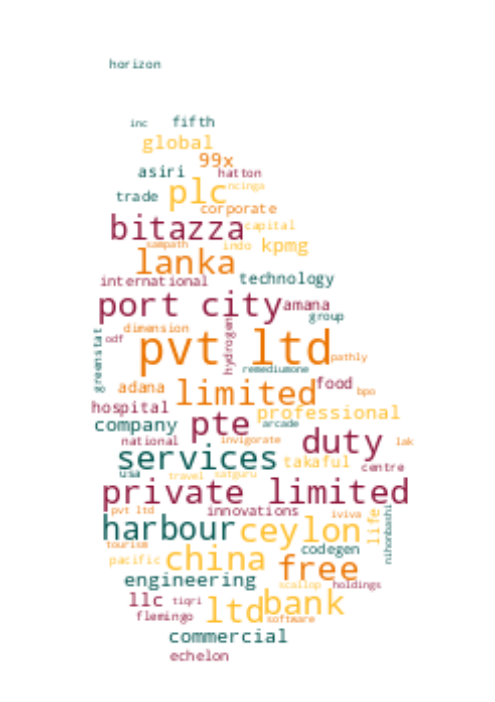 horizon
inc fifth
global
99x
asiri hatton
plc ncinga
trade
corporate
bitazza capital
sampath indo kpmg
lanka
international technology
port city amana
group
dimension hydrogen
greenstat odf pvt ltd pathly
remediumone
adana limited food bpo
hospital professional
company pte arcade
national invigorate duty lak
services takaful centre
usa travel satguru
private limited
pvt ltd innovations iviva life nihonbashi
harbour ceylon
tourism codegen
pacific china free
engineering scallop holdings
llc tiqri ltd bank
flemingo software
commercial
echelon